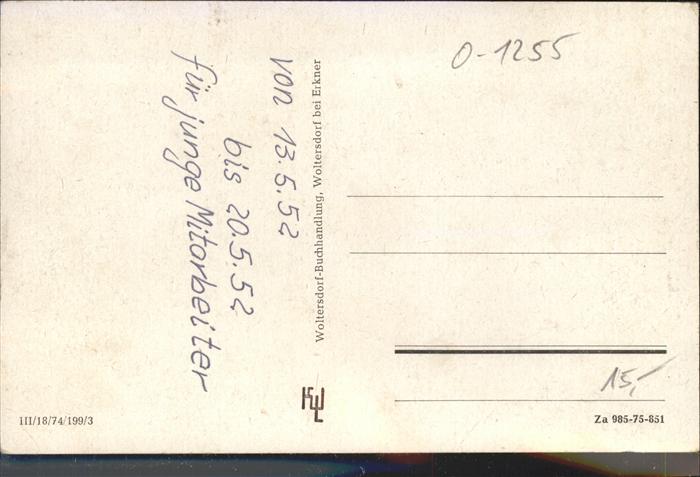 von 13.5.52
bis 20.5.52
für junge Mitarbeiter
Woltersdorf-Buchhandlung, Woltersdorf bei Erkner
0-1255
15,-
III/18/74/199/3
Za 985-75-851